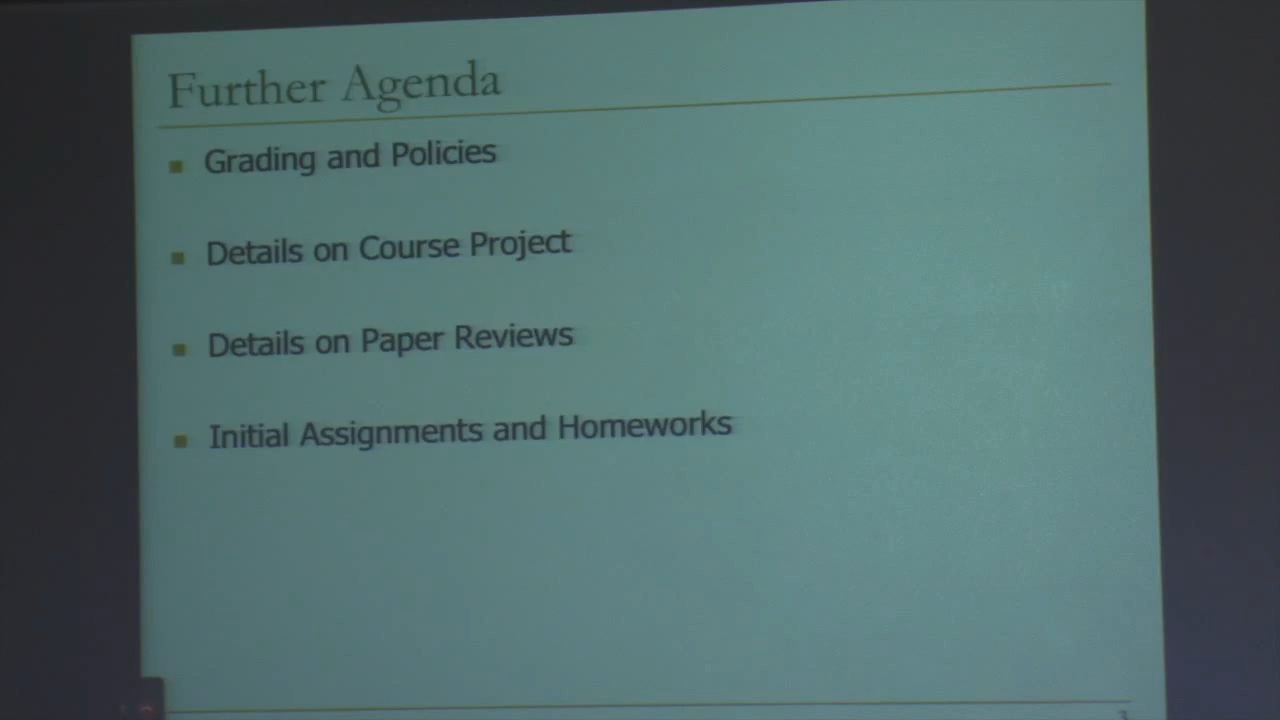 Further Agenda
Grading and Policies
Details on Course Project
Details on Paper Reviews
Initial Assignments and Homeworks